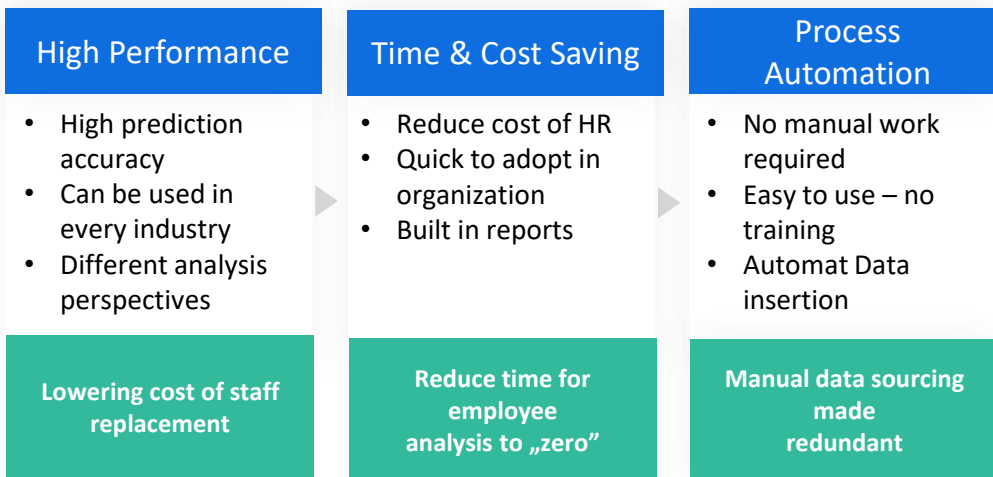 High Performance
• High prediction
accuracy
• Can be used in
every industry
• Different analysis
perspectives
Lowering cost of staff
replacement
Time & Cost Saving
• Reduce cost of HR
• Quick to adopt in
organization
• Built in reports
Reduce time for
employee
analysis to „zero”
Process
Automation
• No manual work
required
• Easy to use – no
training
• Automat Data
insertion
Manual data sourcing
made
redundant